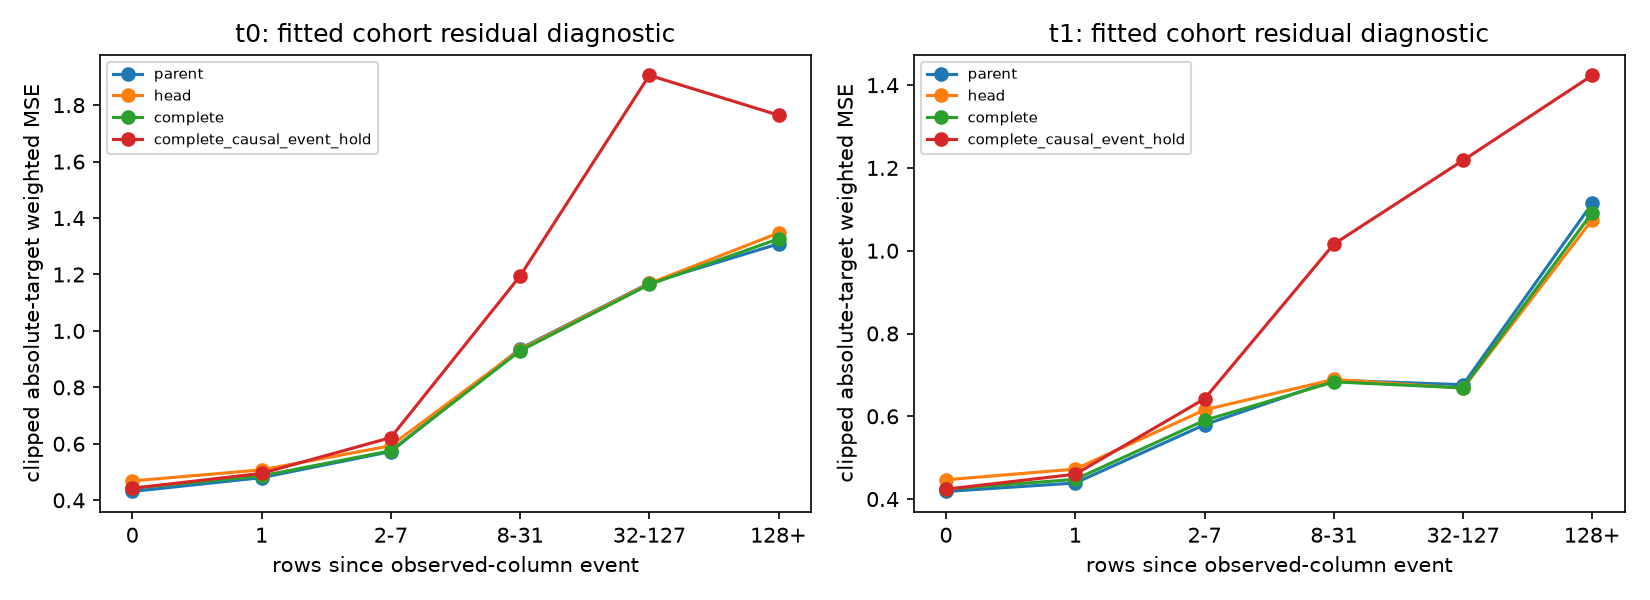 t0: fitted cohort residual diagnostic
clipped absolute-target weighted MSE
1.8
1.6
1.4
1.2
1.0
0.8
0.6
0.4
parent
head
complete
complete_causal_event_hold
0 1 2-7 8-31 32-127 128+
rows since observed-column event
t1: fitted cohort residual diagnostic
clipped absolute-target weighted MSE
1.4
1.2
1.0
0.8
0.6
0.4
parent
head
complete
complete_causal_event_hold
0 1 2-7 8-31 32-127 128+
rows since observed-column event